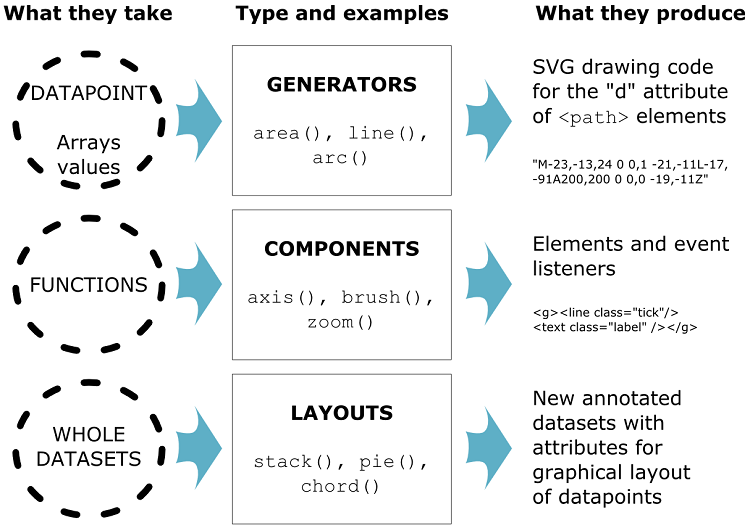 What they take
Type and examples
What they produce
DATAPOINT
Arrays
values
GENERATORS
area(), line(),
arc()
SVG drawing code
for the "d" attribute
of <path> elements
"M-23,-13,24 0 0,1 -21,-11L-17,
-91A200,200 0 0,0 -19,-11Z"
FUNCTIONS
COMPONENTS
axis(), brush(),
zoom()
Elements and event
listeners
<g><line class="tick"/>
<text class="label" /></g>
WHOLE
DATASETS
LAYOUTS
stack(), pie(),
chord()
New annotated
datasets with
attributes for
graphical layout
of datapoints